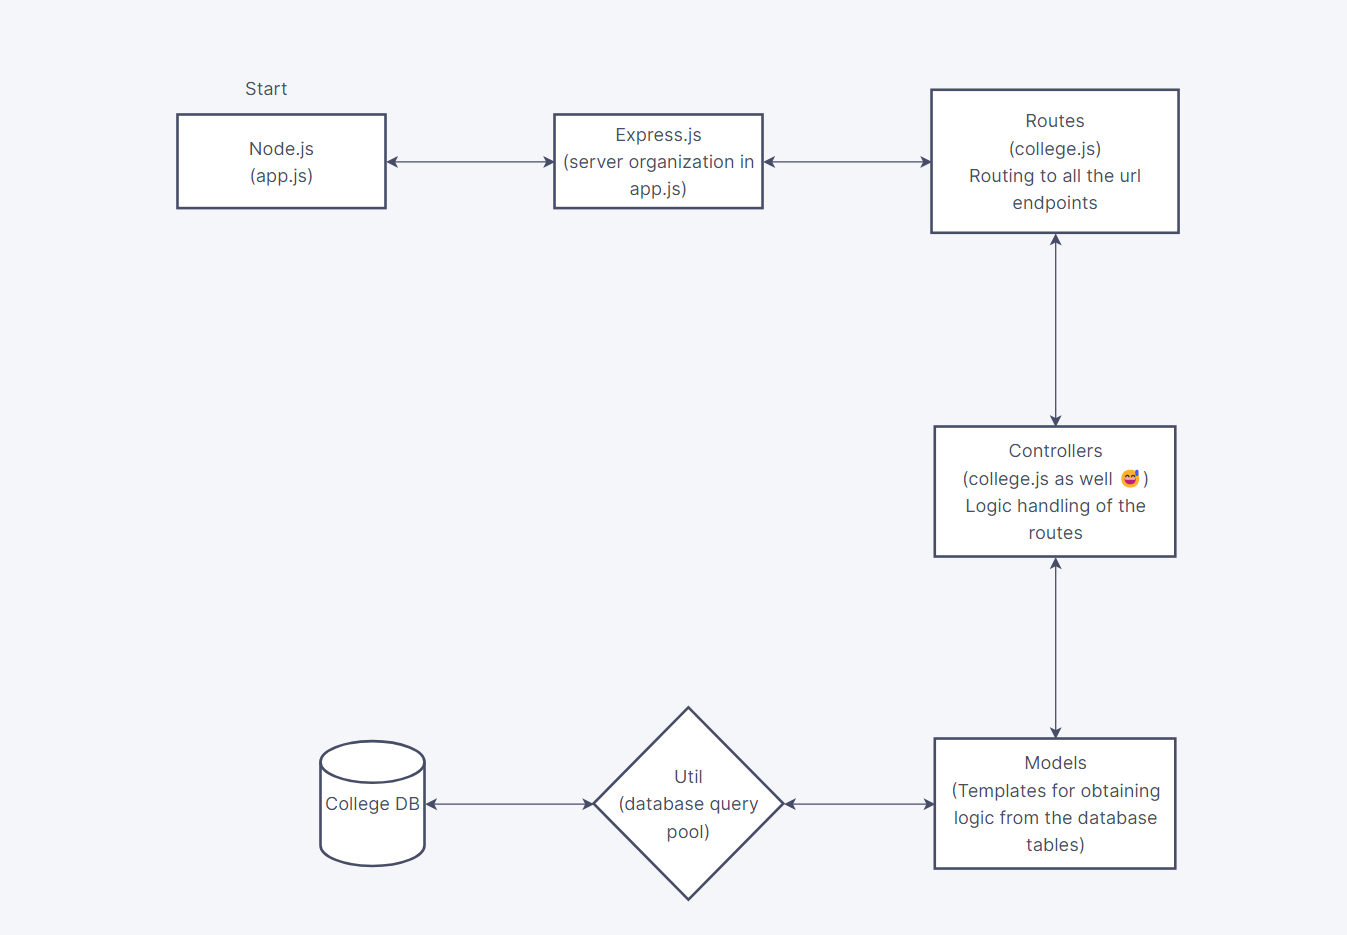 Start
Node.js
(app.js)
Express.js
(server organization in
app.js)
Routes
(college.js)
Routing to all the url
endpoints
Controllers
(college.js as well 😅)
Logic handling of the
routes
Models
(Templates for obtaining
logic from the database
tables)
Util
(database query
pool)
College DB